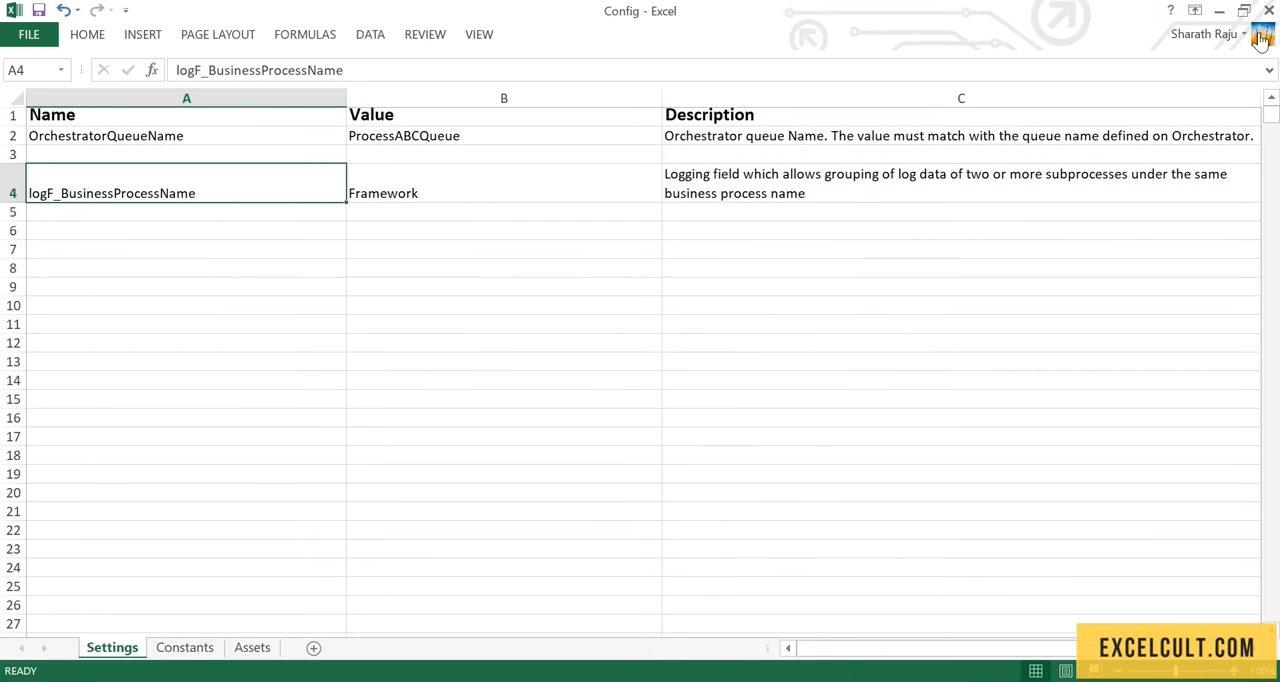 Config - Excel
?
FILE HOME INSERT PAGE LAYOUT FORMULAS DATA REVIEW VIEW Sharath Raju
A4 fx logF_BusinessProcessName
A B C
1 Name Value Description
2 OrchestratorQueueName ProcessABCQueue Orchestrator queue Name. The value must match with the queue name defined on Orchestrator.
3
4 logF_BusinessProcessName Framework Logging field which allows grouping of log data of two or more subprocesses under the same
business process name
5
6
7
8
9
10
11
12
13
14
15
16
17
18
19
20
21
22
23
24
25
26
27
Settings Constants Assets
EXCELCULT.COM
READY 100%